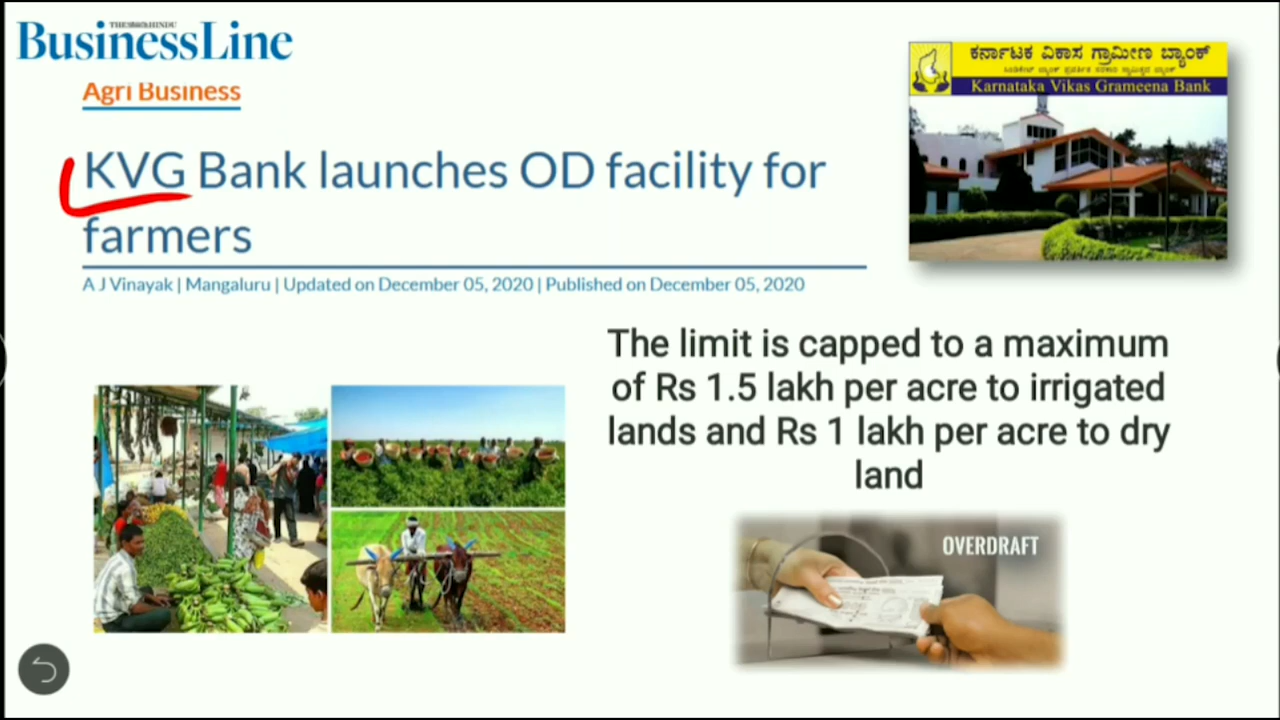 THE HINDU
BusinessLine
Agri Business
KVG Bank launches OD facility for
farmers
A J Vinayak | Mangaluru | Updated on December 05, 2020 | Published on December 05, 2020
ಕರ್ನಾಟಕ ವಿಕಾಸ ಗ್ರಾಮೀಣ ಬ್ಯಾಂಕ್
Karnataka Vikas Grameena Bank
The limit is capped to a maximum
of Rs 1.5 lakh per acre to irrigated
lands and Rs 1 lakh per acre to dry
land
OVERDRAFT